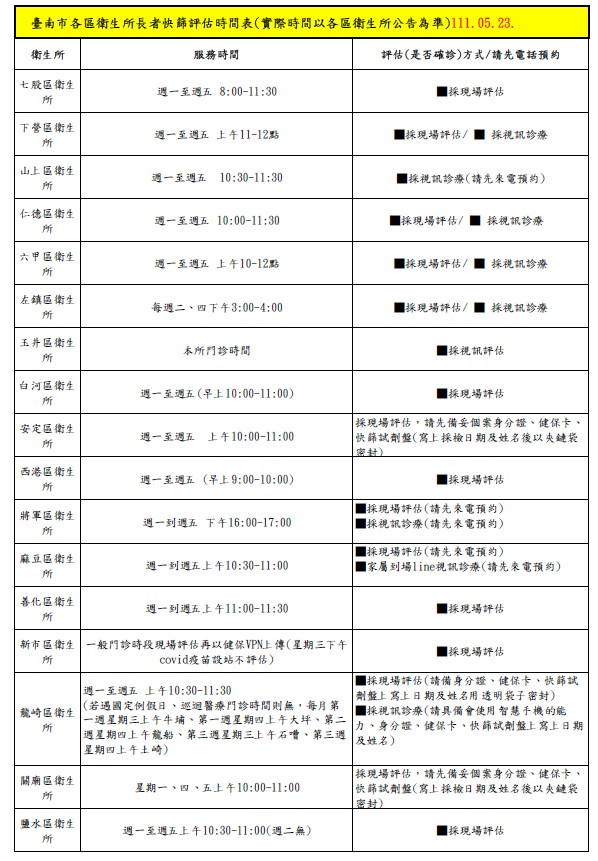 臺南市各區衛生所長者快篩評估時間表(實際時間以各區衛生所公告為準)111.05.23.
衛生所 服務時間 評估(是否確診)方式/請先電話預約
七股區衛生所 週一至週五 8:00-11:30 ■採現場評估
下營區衛生所 週一至週五 上午11-12點 ■採現場評估/ ■ 採視訊診療
山上區衛生所 週一至週五 10:30-11:30 ■採視訊診療(請先來電預約)
仁德區衛生所 週一至週五 10:00-11:30 ■採現場評估/ ■ 採視訊診療
六甲區衛生所 週一至週五 上午10-12點 ■採現場評估/ ■ 採視訊診療
左鎮區衛生所 每週二、四下午3:00-4:00 ■採現場評估/ ■ 採視訊診療
玉井區衛生所 本所門診時間 ■採視訊評估
白河區衛生所 週一至週五(早上10:00-11:00) ■採現場評估
安定區衛生所 週一至週五 上午10:00-11:00
採現場評估，請先備妥個案身分證、健保卡、
快篩試劑盤(寫上採檢日期及姓名後以夾鏈袋
密封)
西港區衛生所 週一至週五 (早上9:00-10:00) ■採現場評估
將軍區衛生所 週一到週五 下午16:00-17:00
■採現場評估(請先來電預約)
■採視訊診療(請先來電預約)
麻豆區衛生所 週一到週五上午10:30-11:00
■採現場評估(請先來電預約)
■家屬到場line視訊診療(請先來電預約)
善化區衛生所 週一到週五上午11:00-11:30 ■採現場評估
新市區衛生所
一般門診時段現場評估再以健保VPN上傳(星期三下午
covid疫苗設站不評估)
■採現場評估
龍崎區衛生所
週一至週五 上午10:30-11:30
(若遇國定例假日、巡迴醫療門診時間則無，每月第
一週星期三上午牛埔、第一週星期四上午大坪、第二
週星期四上午龍船、第三週星期三上午石嘈、第三週
星期四上午土崎)
■採現場評估(請備身分證、健保卡、快篩試
劑盤上寫上日期及姓名用透明袋子密封)
■採視訊診療(請具備會使用智慧手機的能
力、身分證、健保卡、快篩試劑盤上寫上日期
及姓名)
關廟區衛生所 星期一、四、五上午10:00-11:00
採現場評估，請先備妥個案身分證、健保卡、
快篩試劑盤(寫上採檢日期及姓名後以夾鏈袋
密封)
鹽水區衛生所 週一至週五上午10:30-11:00(週二無) ■採現場評估